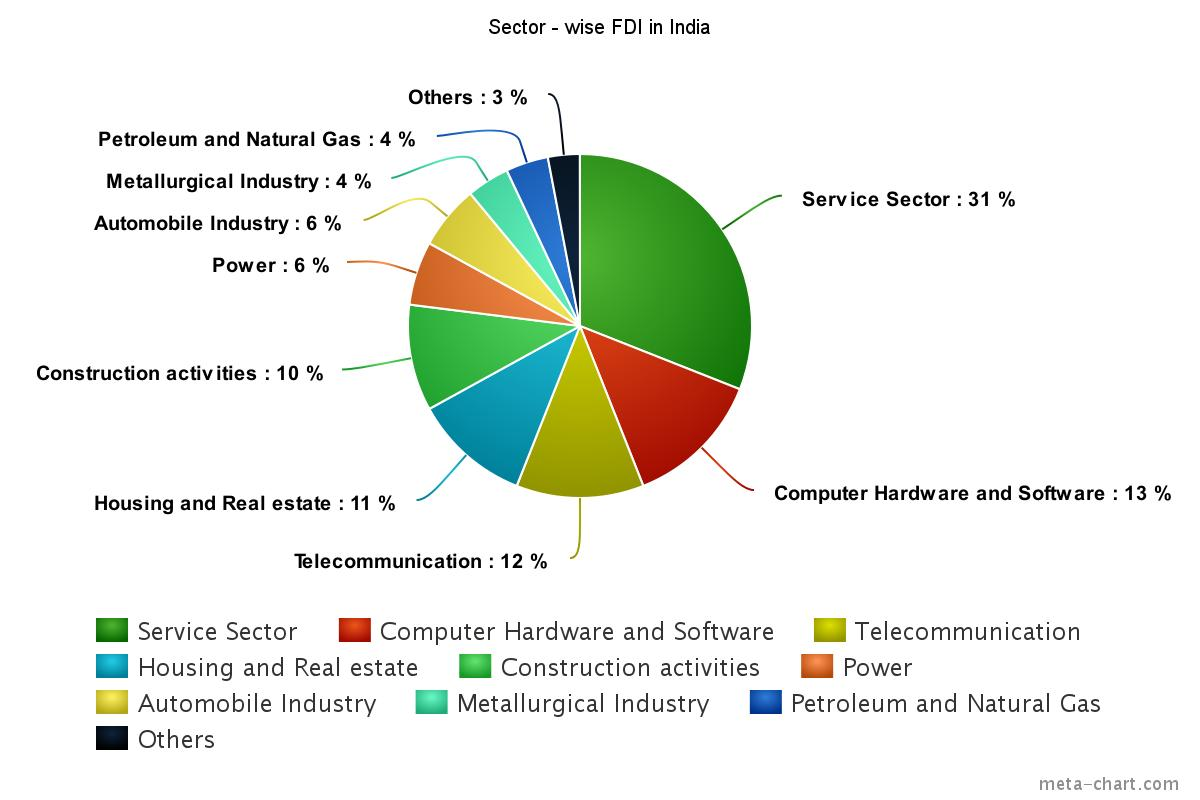 Sector - wise FDI in India
Others : 3 %
Petroleum and Natural Gas : 4 %
Metallurgical Industry : 4 %
Automobile Industry : 6 %
Power : 6 %
Construction activities : 10 %
Housing and Real estate : 11 %
Telecommunication : 12 %
Service Sector : 31 %
Computer Hardware and Software : 13 %
Service Sector Computer Hardware and Software Telecommunication
Housing and Real estate Construction activities Power
Automobile Industry Metallurgical Industry Petroleum and Natural Gas
Others
meta-chart.com